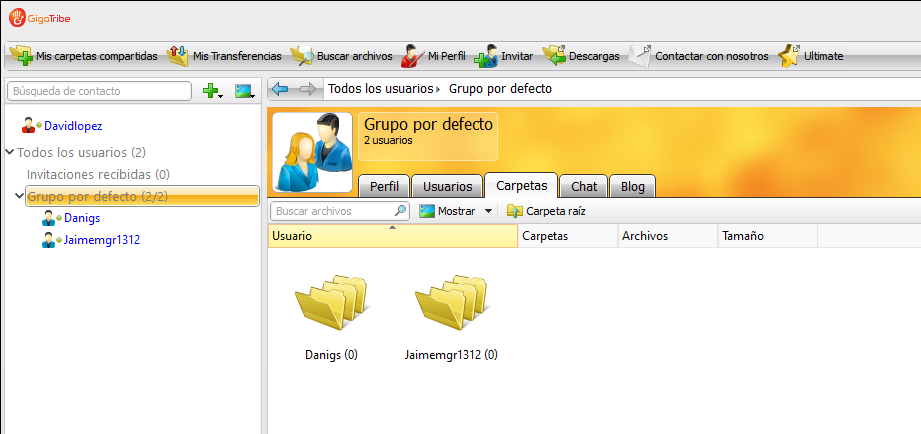 GigaTribe
Mis carpetas compartidas Mis Transferencias Buscar archivos Mi Perfil Invitar Descargas Contactar con nosotros Ultimate
Búsqueda de contacto
Todos los usuarios Grupo por defecto
Davidlopez
Todos los usuarios (2)
Invitaciones recibidas (0)
Grupo por defecto (2/2)
Danigs
Jaimemgr1312
Grupo por defecto
2 usuarios
Perfil Usuarios Carpetas Chat Blog
Buscar archivos Mostrar Carpeta raíz
Usuario Carpetas Archivos Tamaño
Danigs (0) Jaimemgr1312 (0)